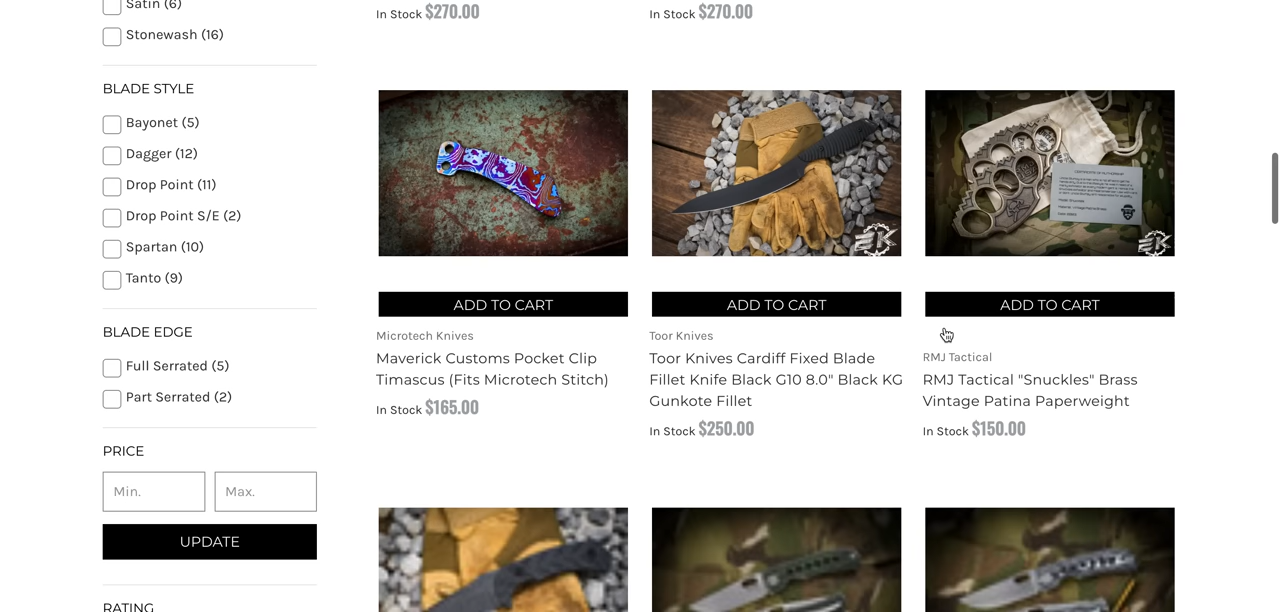 Satin (6)
Stonewash (16)
BLADE STYLE
Bayonet (5)
Dagger (12)
Drop Point (11)
Drop Point S/E (2)
Spartan (10)
Tanto (9)
BLADE EDGE
Full Serrated (5)
Part Serrated (2)
PRICE
Min.
Max.
UPDATE
RATING
In Stock $270.00
In Stock $270.00
ADD TO CART
Microtech Knives
Maverick Customs Pocket Clip
Timascus (Fits Microtech Stitch)
In Stock $165.00
ADD TO CART
Toor Knives
Toor Knives Cardiff Fixed Blade
Fillet Knife Black G10 8.0" Black KG
Gunkote Fillet
In Stock $250.00
ADD TO CART
RMJ Tactical
RMJ Tactical "Snuckles" Brass
Vintage Patina Paperweight
In Stock $150.00